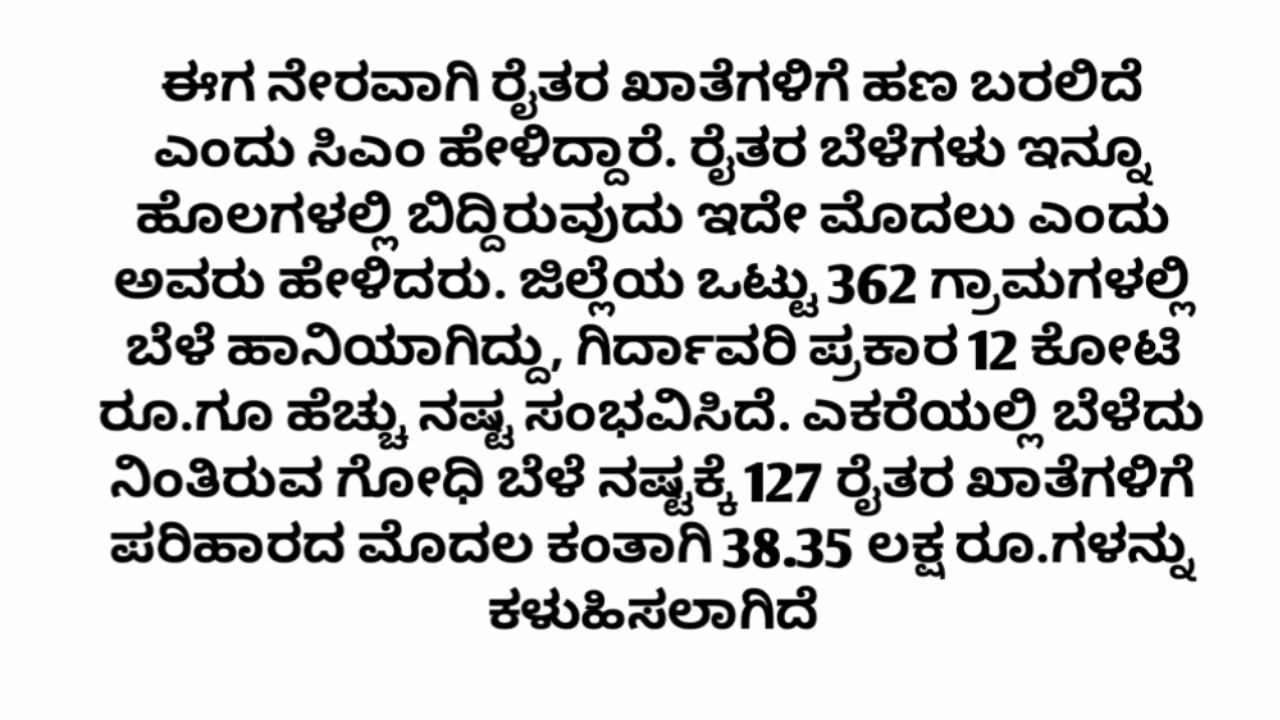 ಈಗ ನೇರವಾಗಿ ರೈತರ ಖಾತೆಗಳಿಗೆ ಹಣ ಬರಲಿದೆ
ಎಂದು ಸಿಎಂ ಹೇಳಿದ್ದಾರೆ. ರೈತರ ಬೆಳೆಗಳು ಇನ್ನೂ
ಹೊಲಗಳಲ್ಲಿ ಬಿದ್ದಿರುವುದು ಇದೇ ಮೊದಲು ಎಂದು
ಅವರು ಹೇಳಿದರು. ಜಿಲ್ಲೆಯ ಒಟ್ಟು 362 ಗ್ರಾಮಗಳಲ್ಲಿ
ಬೆಳೆ ಹಾನಿಯಾಗಿದ್ದು, ಗಿರ್ದಾವರಿ ಪ್ರಕಾರ 12 ಕೋಟಿ
ರೂ.ಗೂ ಹೆಚ್ಚು ನಷ್ಟ ಸಂಭವಿಸಿದೆ. ಎಕರೆಯಲ್ಲಿ ಬೆಳೆದು
ನಿಂತಿರುವ ಗೋಧಿ ಬೆಳೆ ನಷ್ಟಕ್ಕೆ 127 ರೈತರ ಖಾತೆಗಳಿಗೆ
ಪರಿಹಾರದ ಮೊದಲ ಕಂತಾಗಿ 38.35 ಲಕ್ಷ ರೂ.ಗಳನ್ನು
ಕಳುಹಿಸಲಾಗಿದೆ